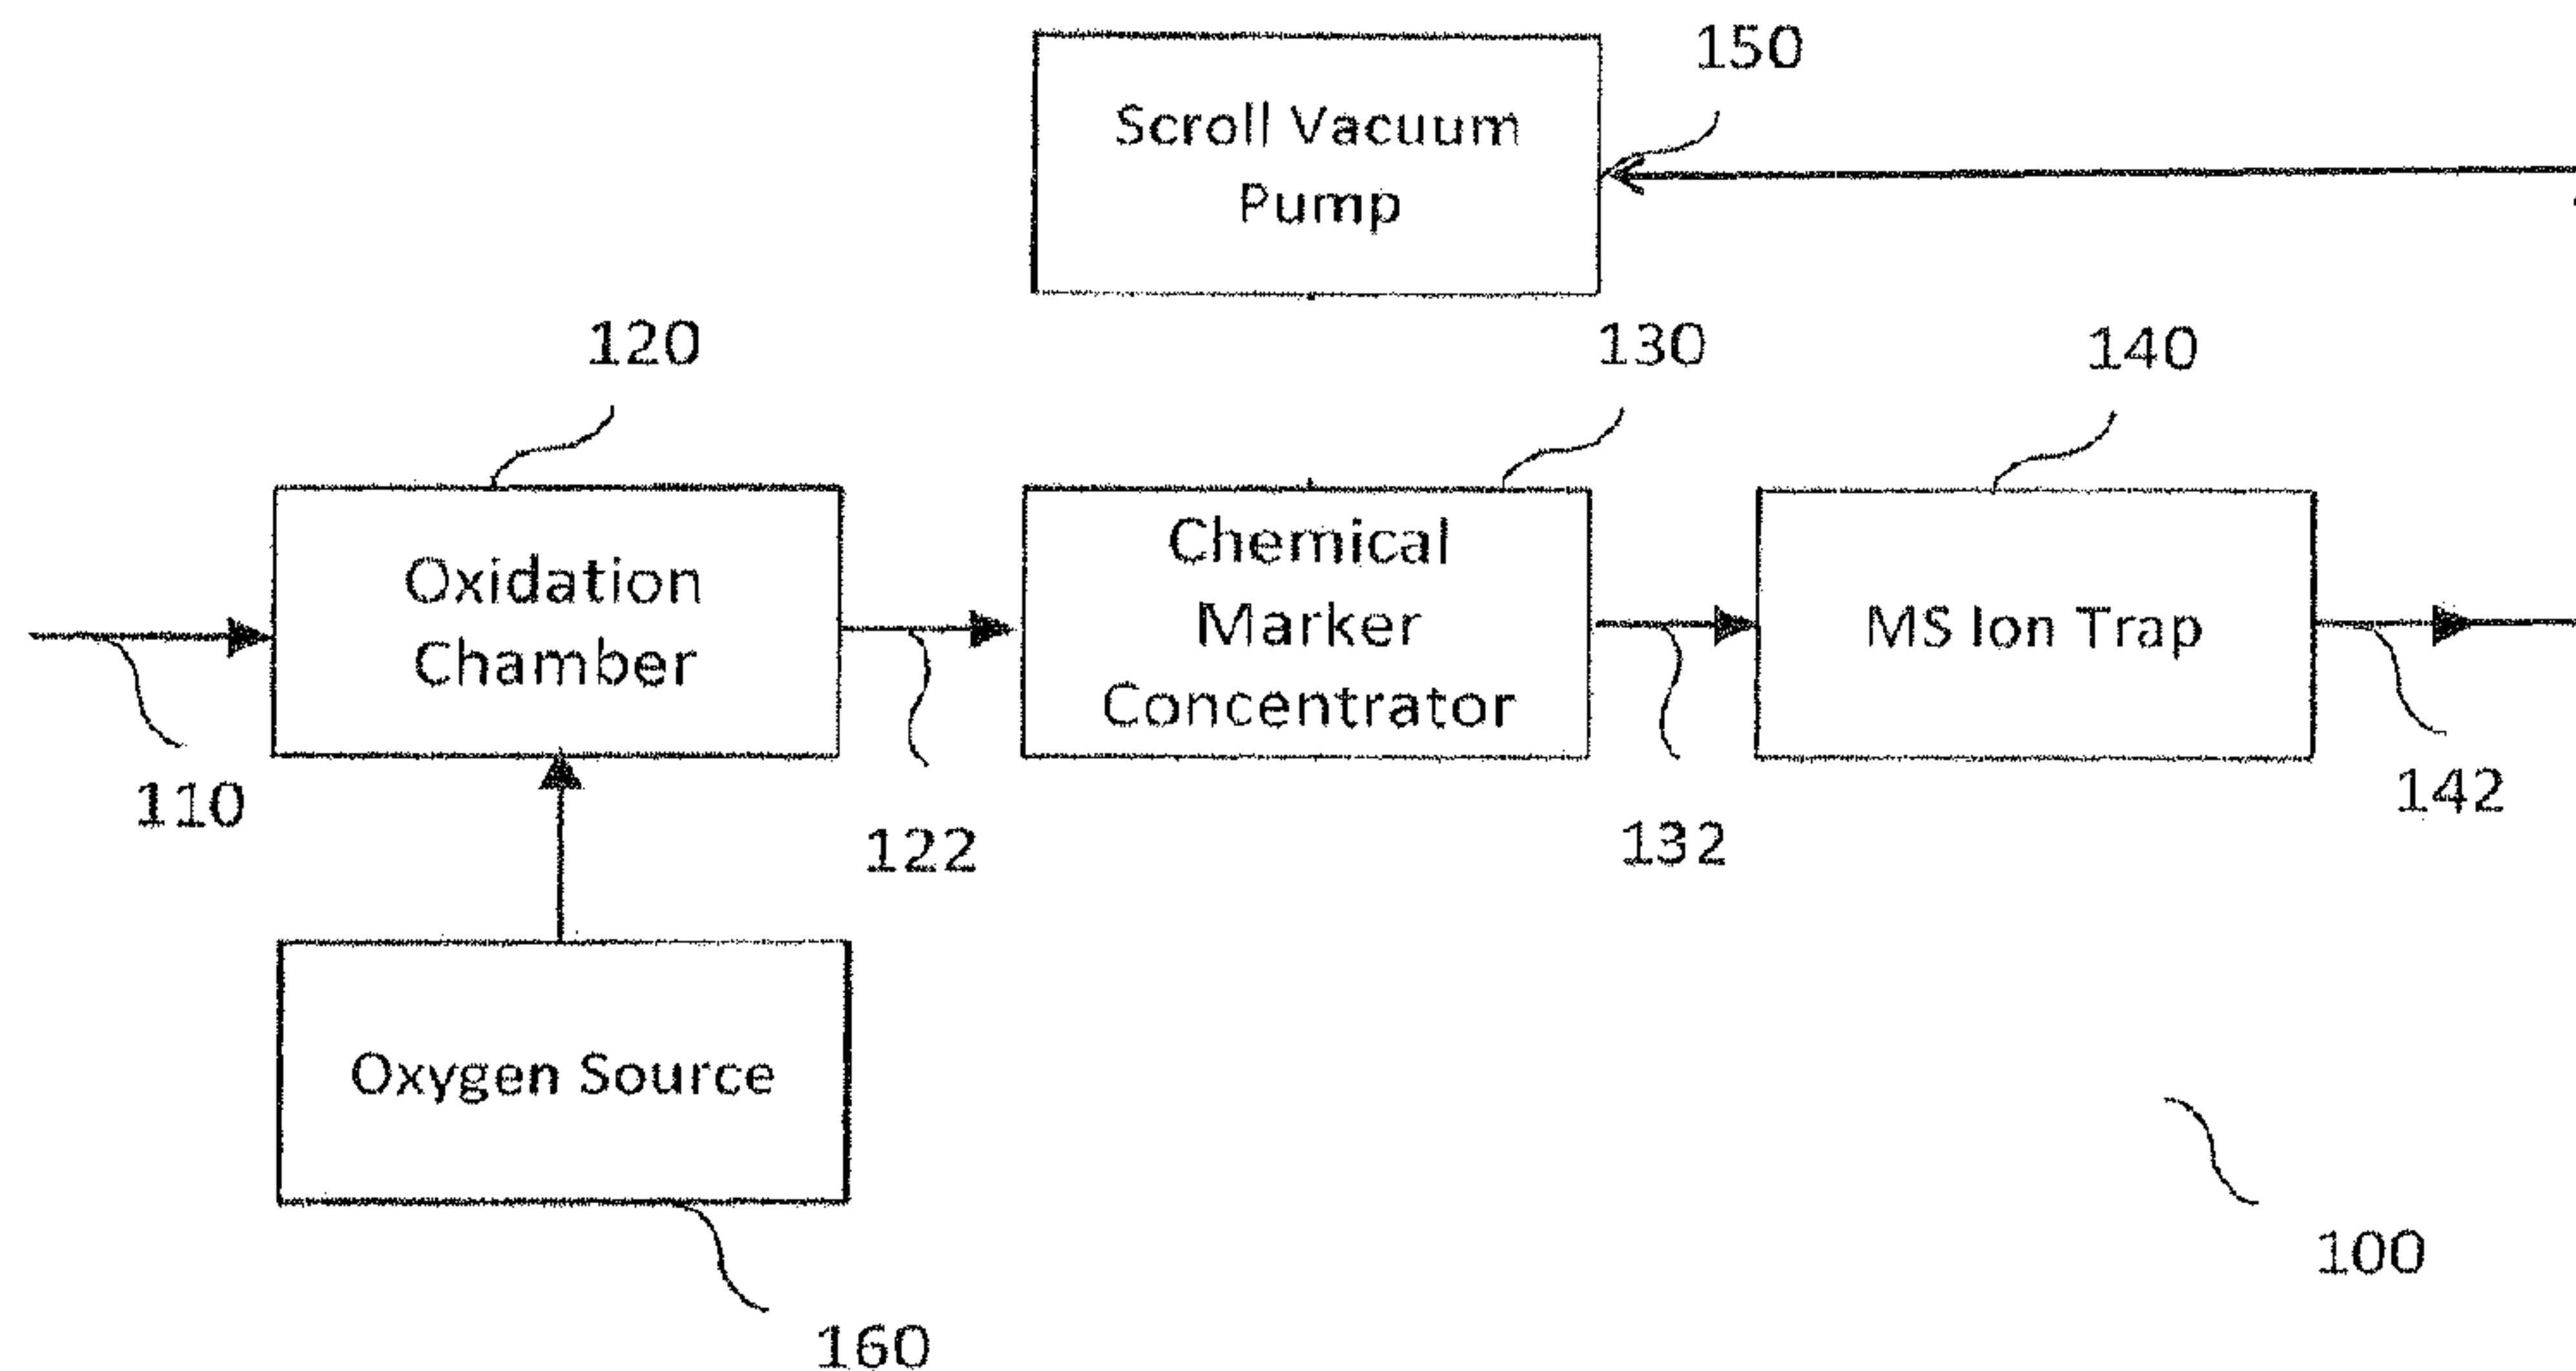 150
Scroll Vacuum
Pump
120
130
140
Oxidation
Chamber
Chemical
Marker
Concentrator
MS Ion Trap
110
122
132
142
Oxygen Source
100
160